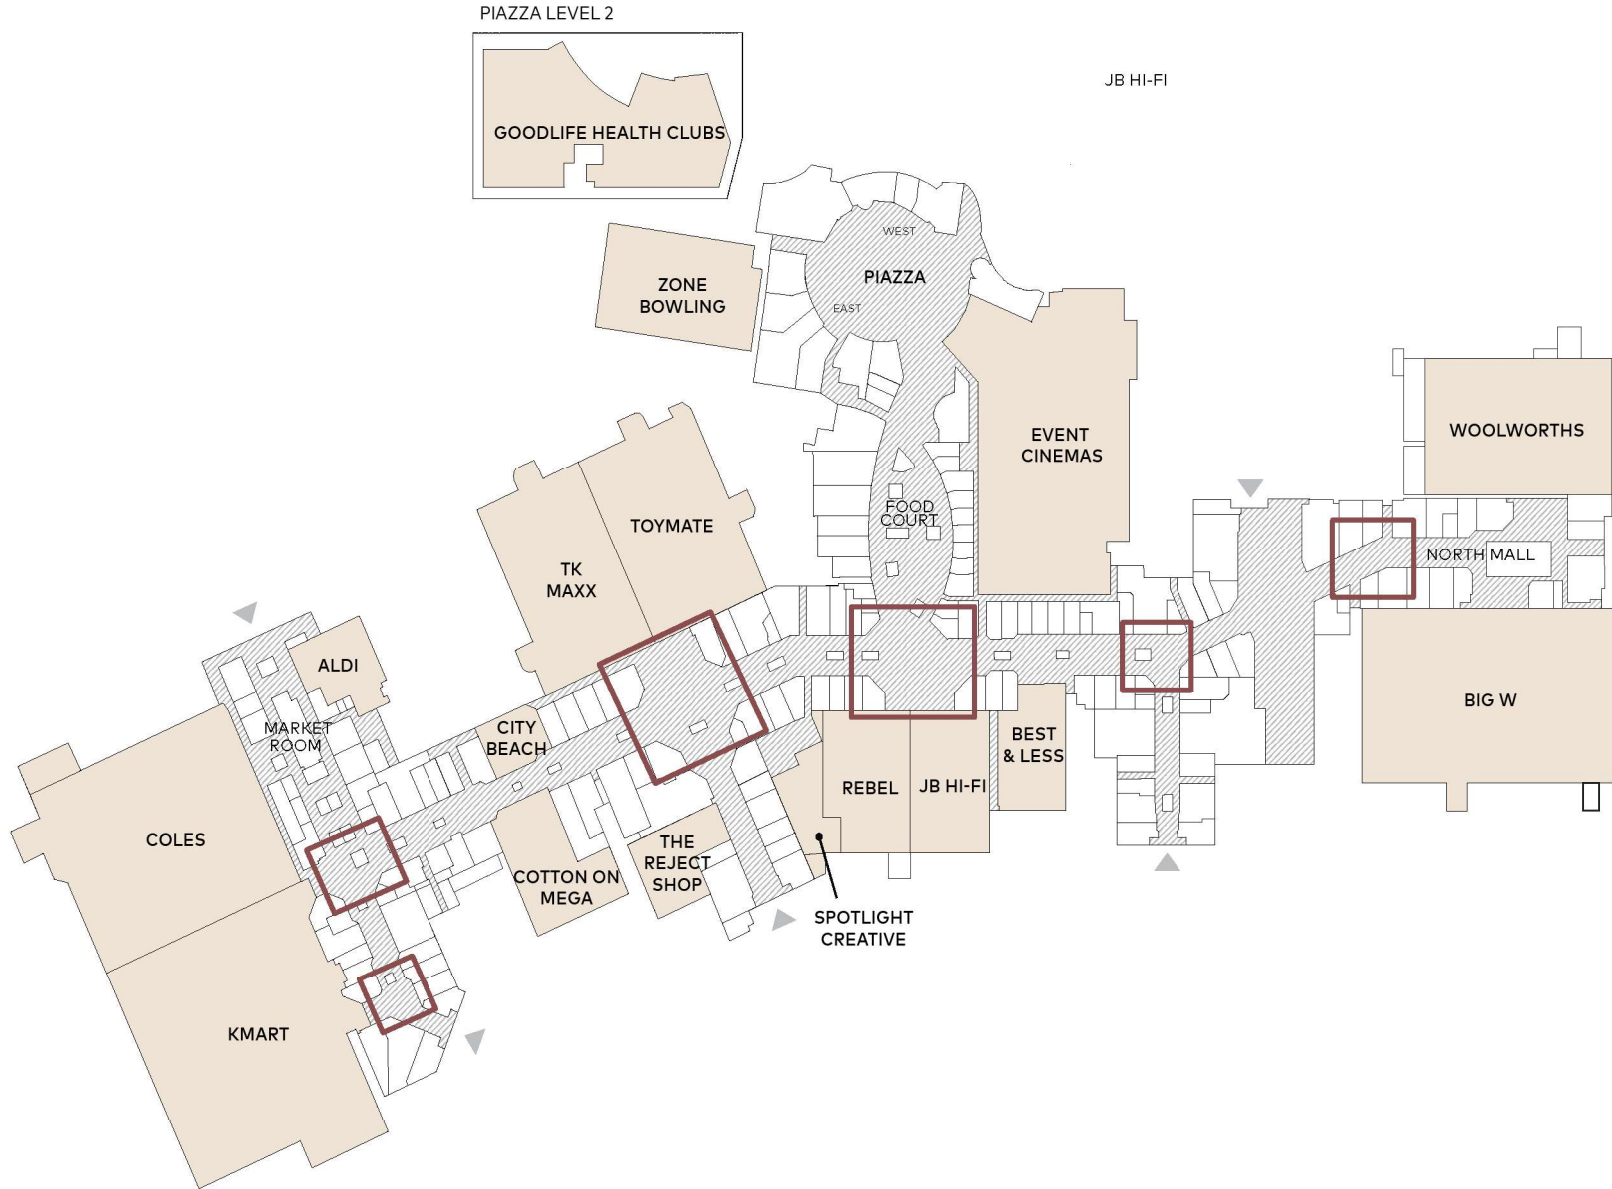 PIAZZA LEVEL 2
JB HI-FI
GOODLIFE HEALTH CLUBS
WEST
PIAZZA
EAST
ZONE
BOWLING
EVENT
CINEMAS
WOOLWORTHS
TOYMATE
TK
MAXX
FOOD
COURT
NORTH MALL
ALDI
MARKET
ROOM
CITY
BEACH
BIG W
BEST
& LESS
REBEL
JB HI-FI
COLES
THE
REJECT
SHOP
COTTON ON
MEGA
SPOTLIGHT
CREATIVE
KMART